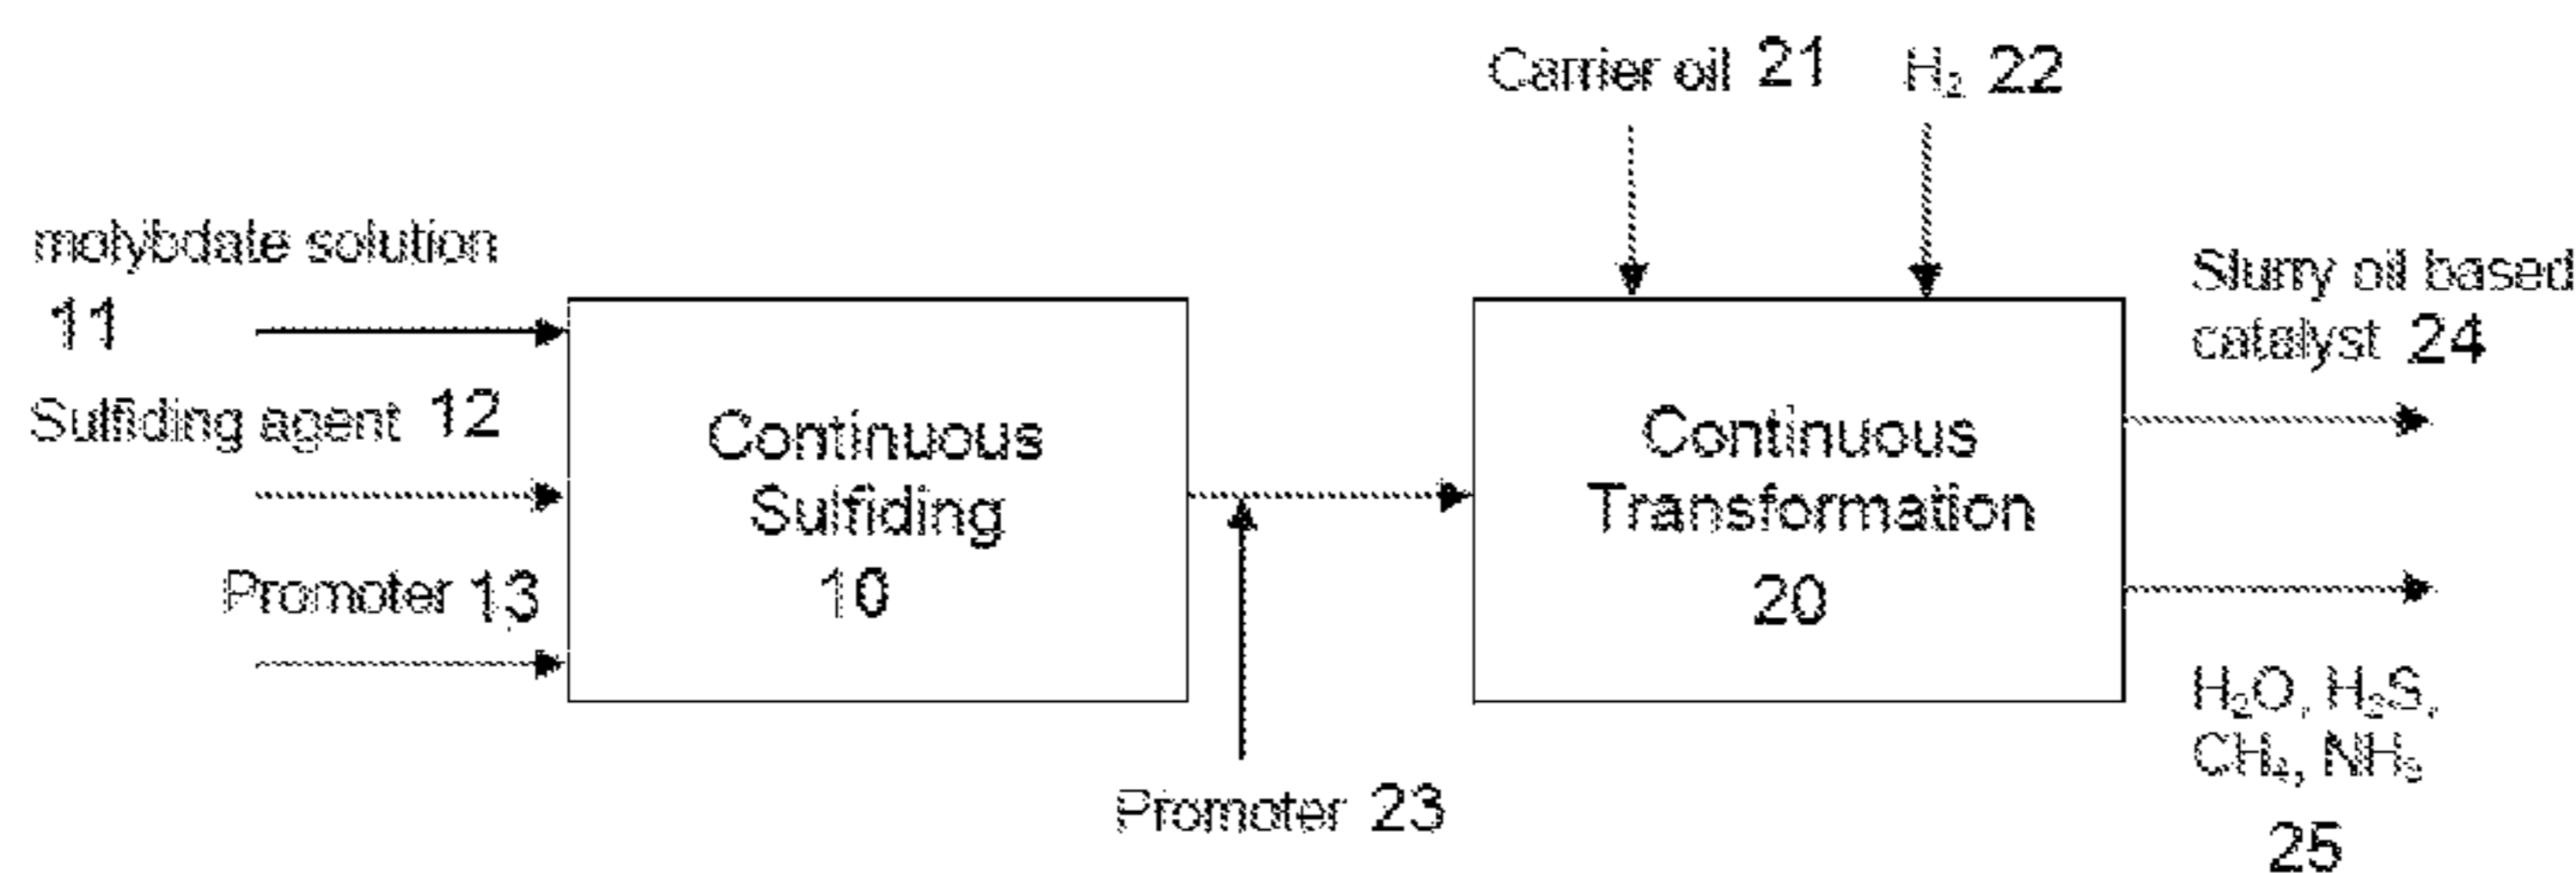 Carrier oil 21
H₂ 22
molybdate solution
11
Sulfiding agent 12
Promoter 13
Continuous
Sulfiding
10
Promoter 23
Continuous
Transformation
20
Slurry oil based
catalyst 24
H₂O, H₂S,
CH₄, NH₃
25